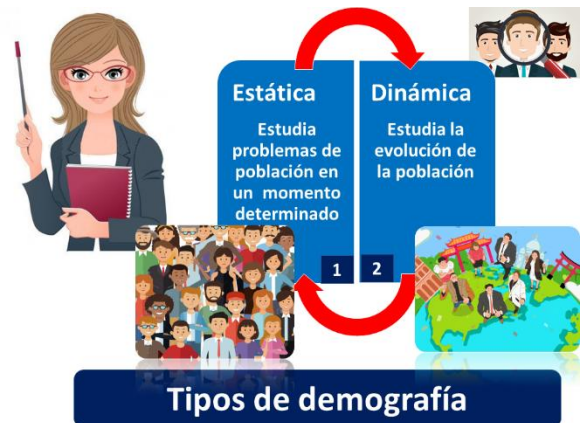 Estática
Estudia
problemas de
población en
un momento
determinado
1
Dinámica
Estudia la
evolución de
la población
2
Tipos de demografía